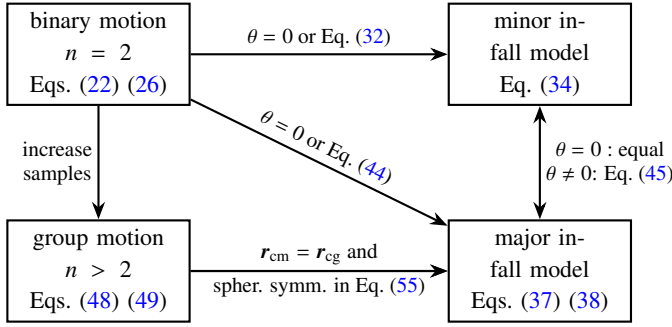 binary motion
n = 2
Eqs. (22) (26)
θ = 0 or Eq. (32)
minor in-
fall model
Eq. (34)
increase
samples
θ = 0 or Eq. (44)
θ = 0 : equal
θ ≠ 0: Eq. (45)
group motion
n > 2
Eqs. (48) (49)
r_cm = r_cg and
spher. symm. in Eq. (55)
major in-
fall model
Eqs. (37) (38)